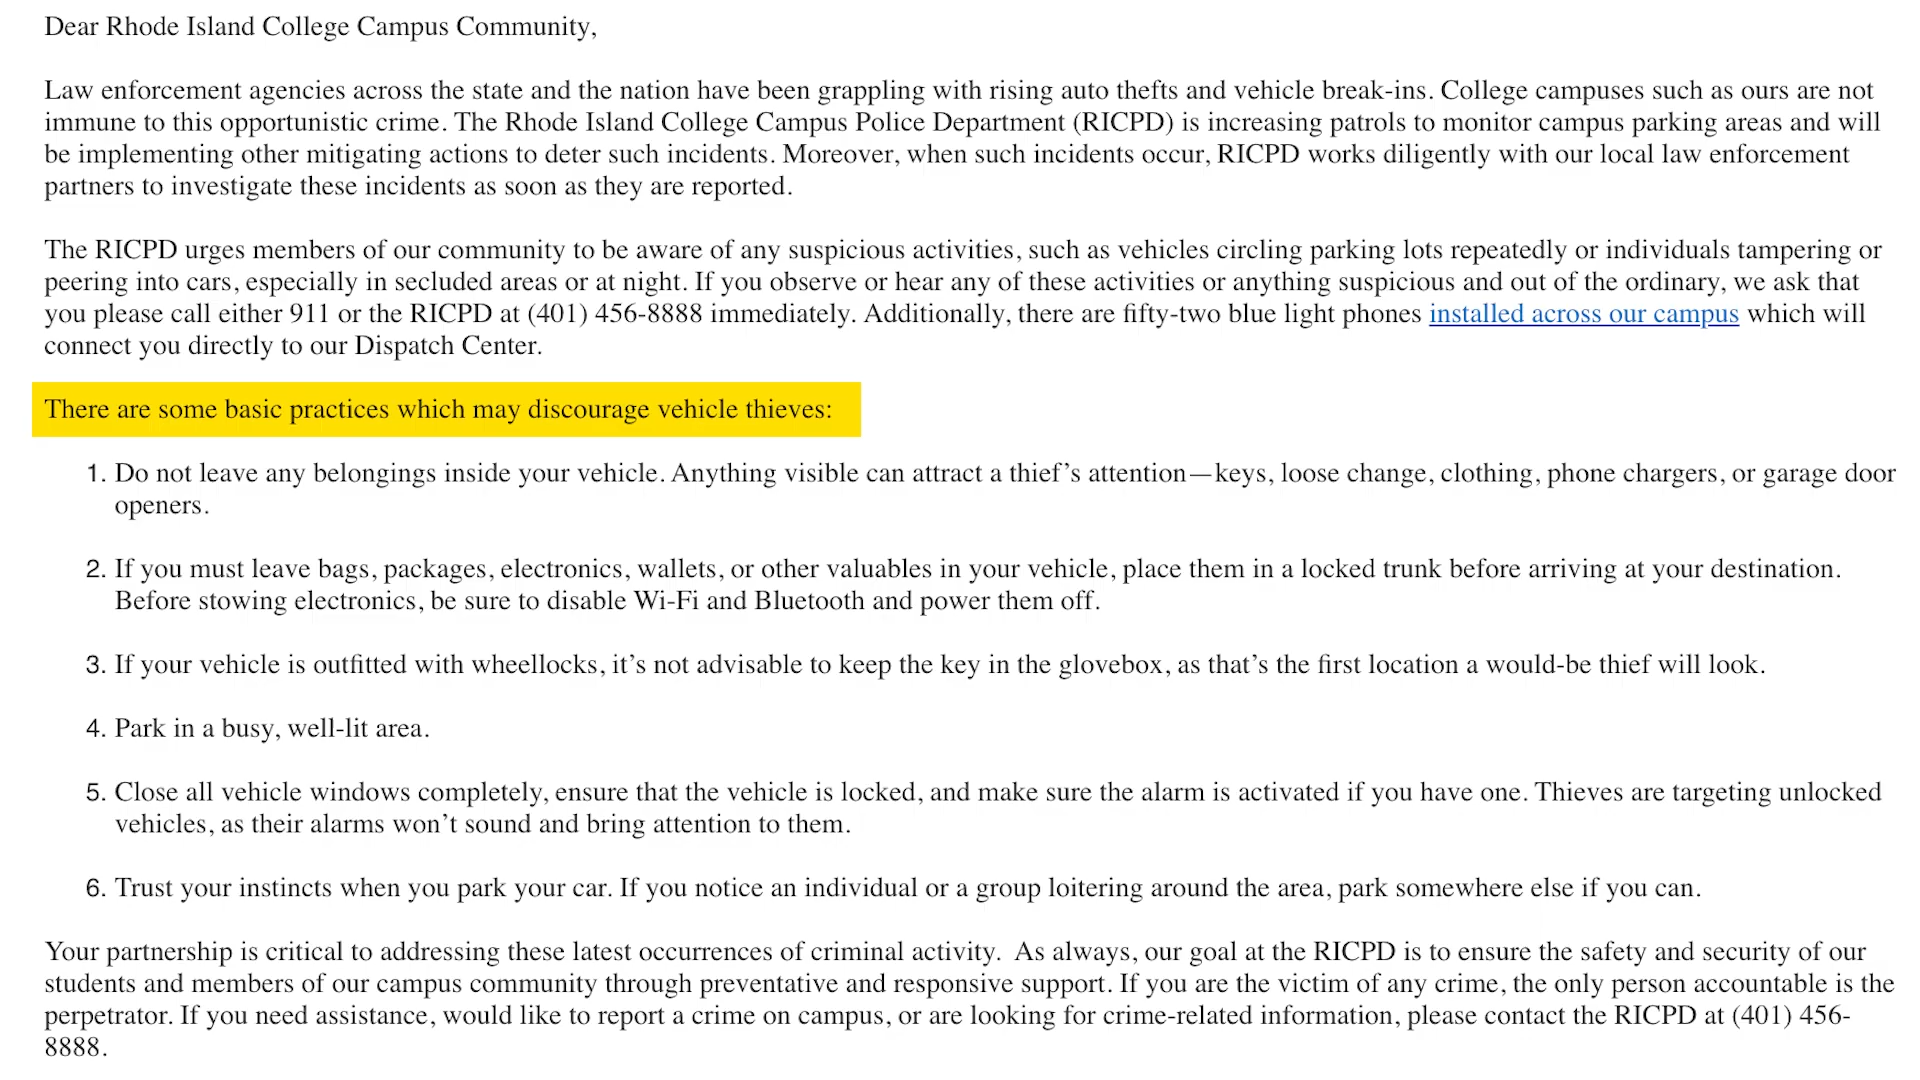 Dear Rhode Island College Campus Community,
Law enforcement agencies across the state and the nation have been grappling with rising auto thefts and vehicle break-ins. College campuses such as ours are not
immune to this opportunistic crime. The Rhode Island College Campus Police Department (RICPD) is increasing patrols to monitor campus parking areas and will
be implementing other mitigating actions to deter such incidents. Moreover, when such incidents occur, RICPD works diligently with our local law enforcement
partners to investigate these incidents as soon as they are reported.
The RICPD urges members of our community to be aware of any suspicious activities, such as vehicles circling parking lots repeatedly or individuals tampering or
peering into cars, especially in secluded areas or at night. If you observe or hear any of these activities or anything suspicious and out of the ordinary, we ask that
you please call either 911 or the RICPD at (401) 456-8888 immediately. Additionally, there are fifty-two blue light phones installed across our campus which will
connect you directly to our Dispatch Center.
There are some basic practices which may discourage vehicle thieves:
1. Do not leave any belongings inside your vehicle. Anything visible can attract a thief’s attention—keys, loose change, clothing, phone chargers, or garage door
openers.
2. If you must leave bags, packages, electronics, wallets, or other valuables in your vehicle, place them in a locked trunk before arriving at your destination.
Before stowing electronics, be sure to disable Wi-Fi and Bluetooth and power them off.
3. If your vehicle is outfitted with wheellocks, it’s not advisable to keep the key in the glovebox, as that’s the first location a would-be thief will look.
4. Park in a busy, well-lit area.
5. Close all vehicle windows completely, ensure that the vehicle is locked, and make sure the alarm is activated if you have one. Thieves are targeting unlocked
vehicles, as their alarms won’t sound and bring attention to them.
6. Trust your instincts when you park your car. If you notice an individual or a group loitering around the area, park somewhere else if you can.
Your partnership is critical to addressing these latest occurrences of criminal activity.  As always, our goal at the RICPD is to ensure the safety and security of our
students and members of our campus community through preventative and responsive support. If you are the victim of any crime, the only person accountable is the
perpetrator. If you need assistance, would like to report a crime on campus, or are looking for crime-related information, please contact the RICPD at (401) 456-
8888.